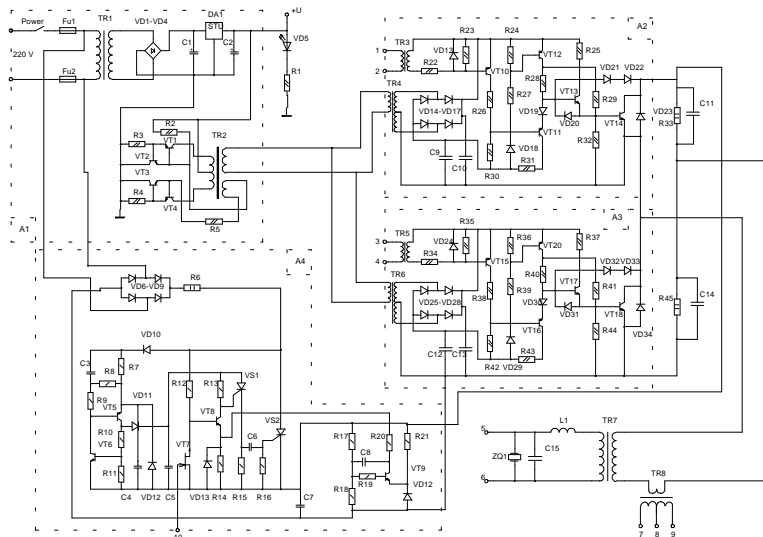 Power
Fu1
TR1
VD1-VD4
DA1
STU
+U
C1
C2
VD5
R1
220 V
Fu2
R2
R3
VT1
VT2
TR2
VT3
R4
VT4
R5
A1
A2
1
TR3
2
R22
VD13
R23
R24
VT10
VT12
R25
R28
VD21
VD22
TR4
VD14-VD17
R26
R27
VT13
VD19
VD20
R29
VT14
VT11
C9
C10
VD18
R31
R32
R30
VD23
R33
C11
A3
3
TR5
4
R34
VD24
R35
R36
VT15
VT20
R37
R40
VD32
VD33
TR6
VD25-VD28
R38
R39
VT17
VD30
VD31
R41
VT18
VT16
C12
C13
R43
R44
R42
VD29
VD34
R45
C14
A4
VD6-VD9
R6
VD10
C3
R7
R8
R9
VD11
VT5
R10
VT6
R11
C4
VD12
C5
R12
R13
VT8
VT7
VD13
R14
VS1
VS2
C6
R15
R16
C7
R17
C8
R20
R21
R19
VT9
R18
VD12
10
5
L1
TR7
ZQ1
C15
6
TR8
7
8
9